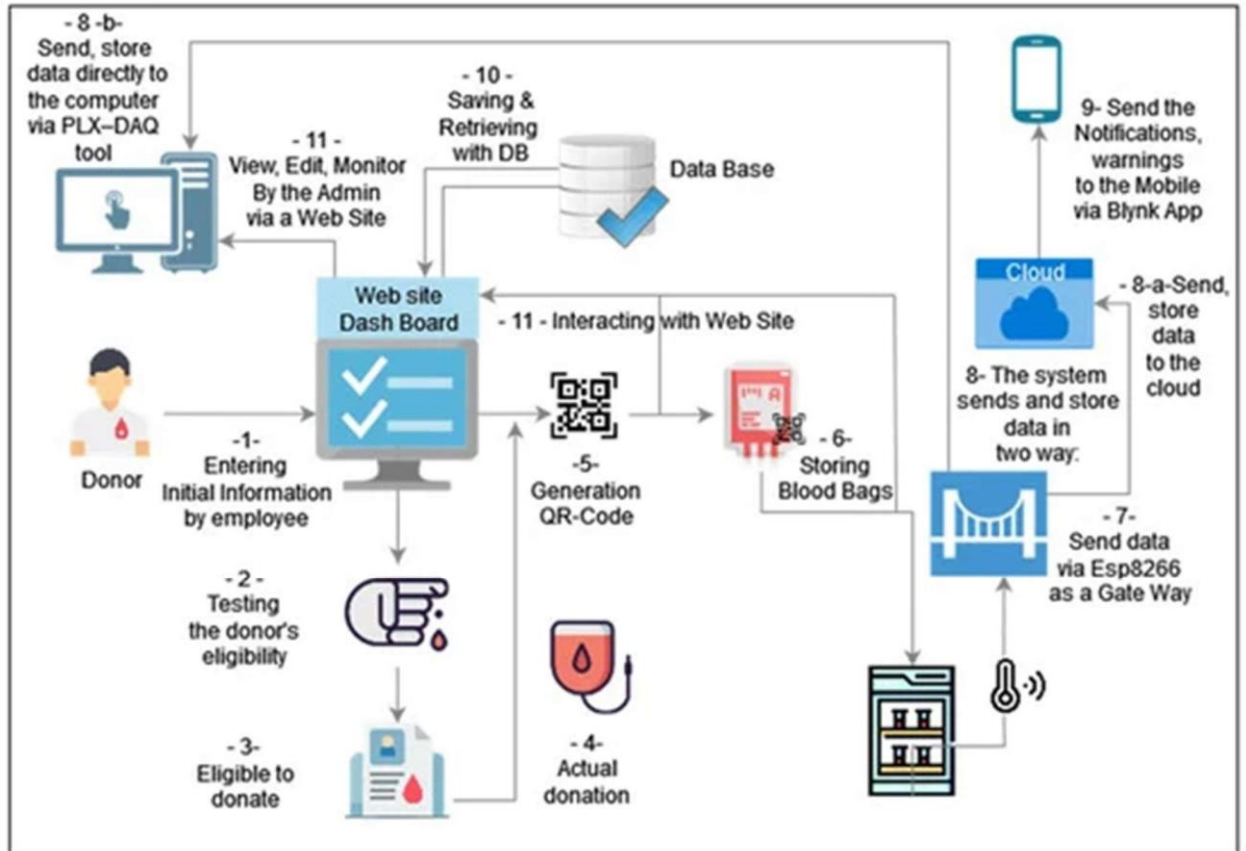 - 8 -b-
Send, store
data directly to
the computer
via PLX–DAQ
tool
- 11 -
View, Edit, Monitor
By the Admin
via a Web Site
- 10 -
Saving &
Retrieving
with DB
Data Base
9- Send the
Notifications,
warnings
to the Mobile
via Blynk App
Cloud
- 8-a-Send,
store
data
to the
cloud
Web site
Dash Board
- 11 - Interacting with Web Site
8- The system
sends and store
data in
two way:
Donor
-1-
Entering
Initial Information
by employee
-5-
Generation
QR-Code
A
- 6-
Storing
Blood Bags
- 7-
Send data
via Esp8266
as a Gate Way
- 2 -
Testing
the donor's
eligibility
- 3-
Eligible to
donate
- 4-
Actual
donation